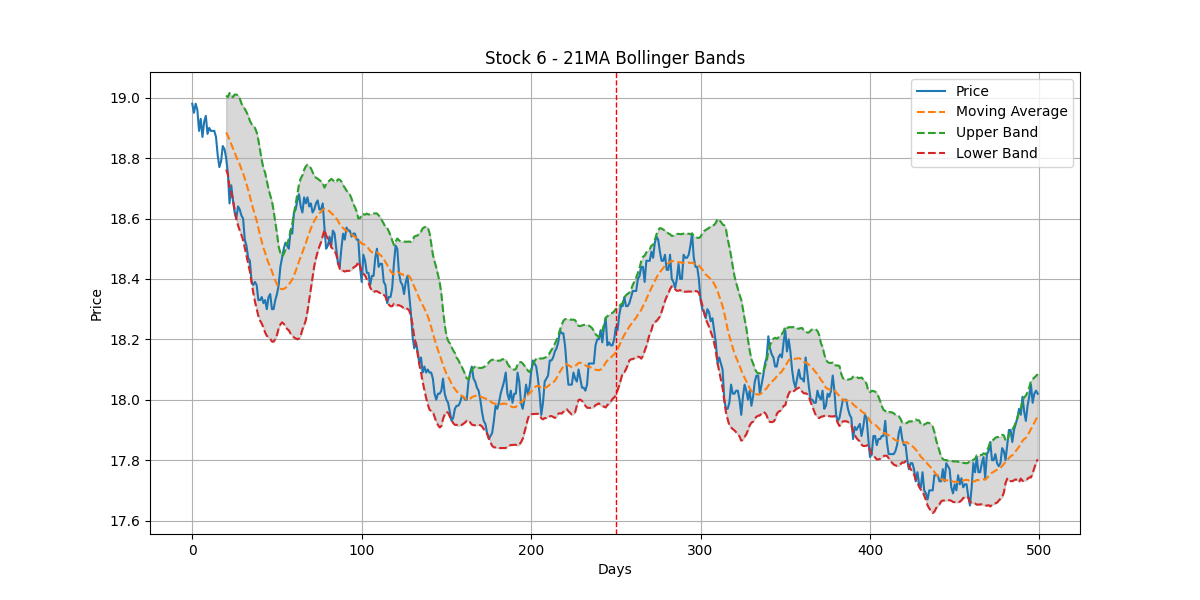 Stock 6 - 21MA Bollinger Bands
Price
Moving Average
Upper Band
Lower Band
19.0
18.8
18.6
18.4
18.2
18.0
17.8
17.6
Price
0 100 200 300 400 500
Days